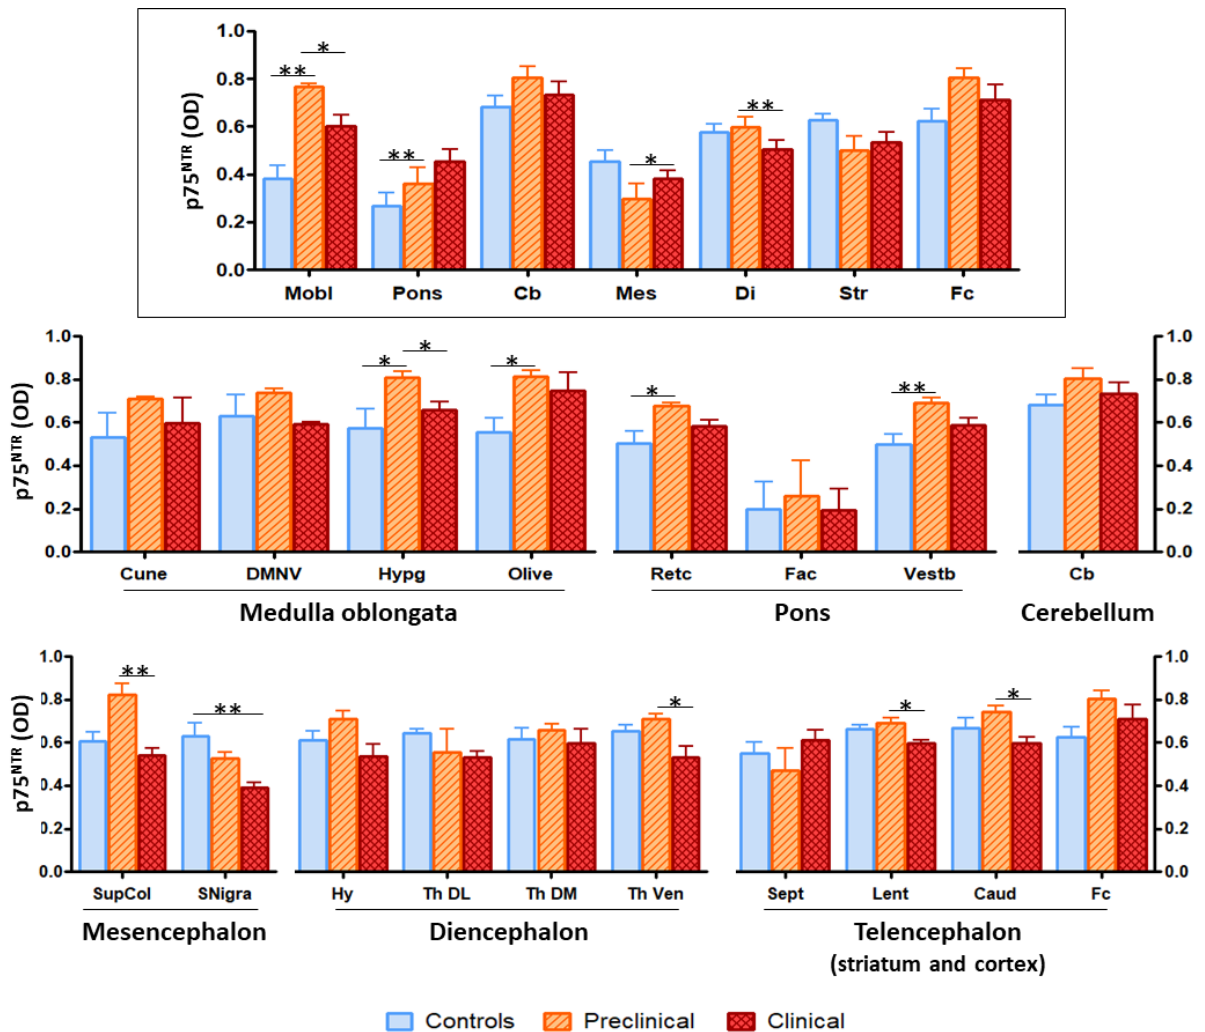 p75NTR (OD)
1.0
0.8
0.6
0.4
0.2
0.0
** * ** * ** 
Mobl Pons Cb Mes Di Str Fc
p75NTR (OD)
1.0
0.8
0.6
0.4
0.2
0.0
* * * * **
1.0
0.8
0.6
0.4
0.2
0.0
Cune DMNV Hypg Olive Retc Fac Vestb Cb
Medulla oblongata Pons Cerebellum
p75NTR (OD)
1.0
0.8
0.6
0.4
0.2
0.0
** ** * * *
1.0
0.8
0.6
0.4
0.2
0.0
SupCol SNigra Hy Th DL Th DM Th Ven Sept Lent Caud Fc
Mesencephalon Diencephalon Telencephalon
(striatum and cortex)
Controls Preclinical Clinical